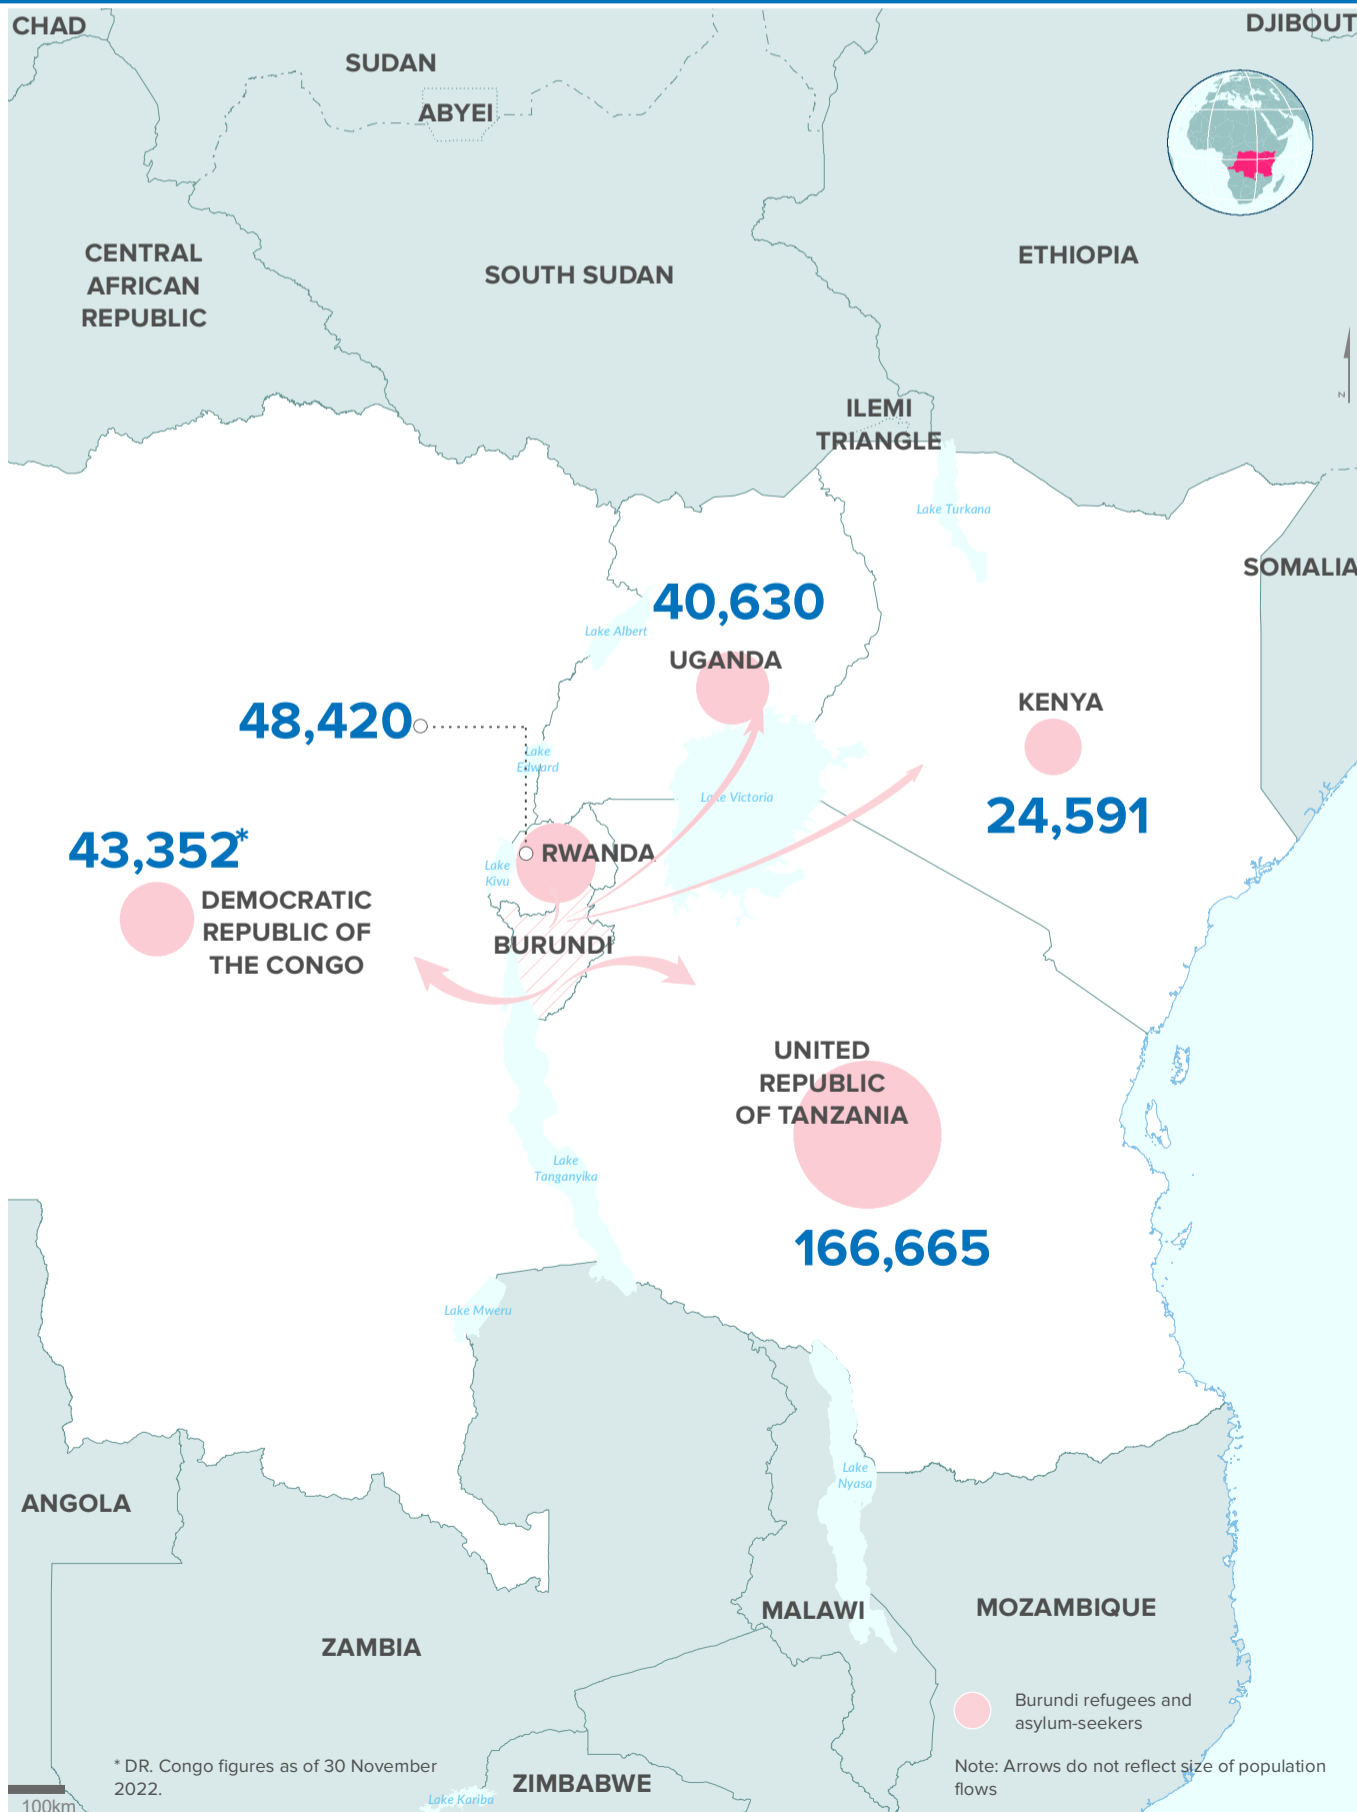 CHAD
DJIBOUT
SUDAN
ABYEI
CENTRAL
AFRICAN
REPUBLIC
SOUTH SUDAN
ETHIOPIA
N
ILEMI
TRIANGLE
Lake Turkana
SOMALIA
40,630
Lake Albert
UGANDA
KENYA
48,420
Lake
Edward
Lake Victoria
24,591
43,352*
RWANDA
Lake
Kivu
DEMOCRATIC
REPUBLIC OF
THE CONGO
BURUNDI
UNITED
REPUBLIC
OF TANZANIA
Lake
Tanganyika
166,665
Lake Mweru
Lake
Nyasa
ANGOLA
MALAWI
MOZAMBIQUE
ZAMBIA
Burundi refugees and
asylum-seekers
* DR. Congo figures as of 30 November
2022.
Note: Arrows do not reflect size of population
flows
ZIMBABWE
Lake Kariba
100km